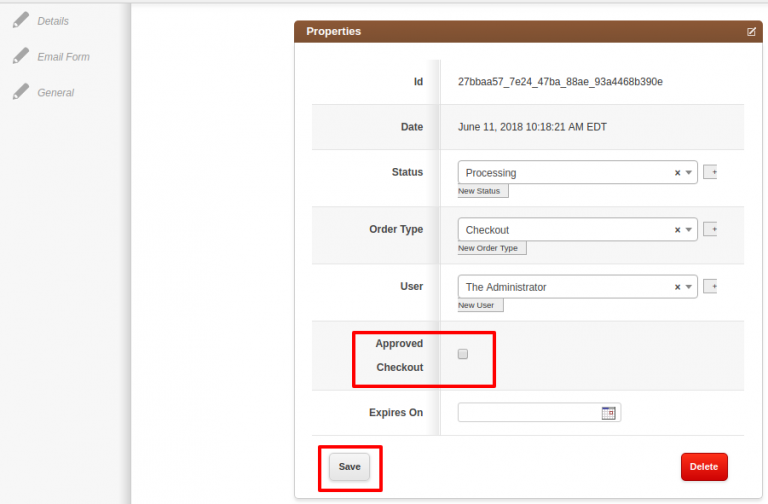 Details
Email Form
General
Properties
Id 27bbaa57_7e24_47ba_88ae_93a4468b390e
Date June 11, 2018 10:18:21 AM EDT
Status Processing × +
New Status
Order Type Checkout × +
New Order Type
User The Administrator × +
New User
Approved
Checkout
Expires On
Save Delete